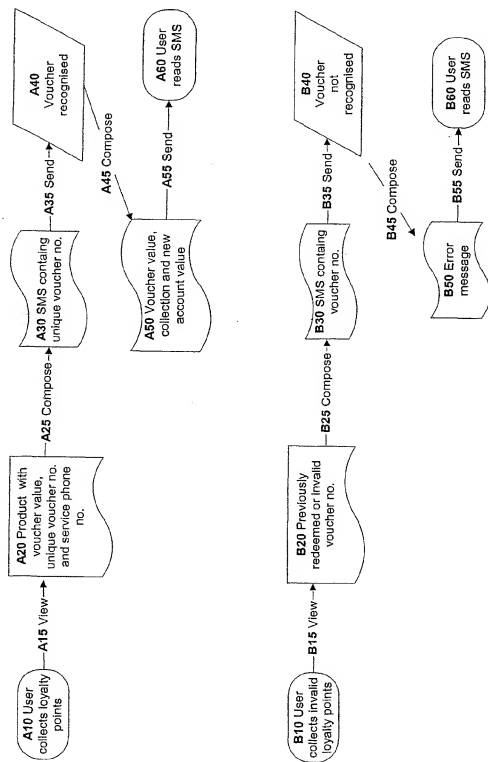 A10 User
collects loyalty
points
A15 View
A20 Product with
voucher value,
unique voucher no.
and service phone
no.
A25 Compose
A30 SMS containg
unique voucher no.
A35 Send
A40
Voucher
recognised
A45 Compose
A50 Voucher value,
collection and new
account value
A55 Send
A60 User
reads SMS
B10 User
collects invalid
loyalty points
B15 View
B20 Previously
redeemed or Invalid
voucher no.
B25 Compose
B30 SMS containg
voucher no.
B35 Send
B40
Voucher
not
recognised
B45 Compose
B50 Error
message
B55 Send
B60 User
reads SMS